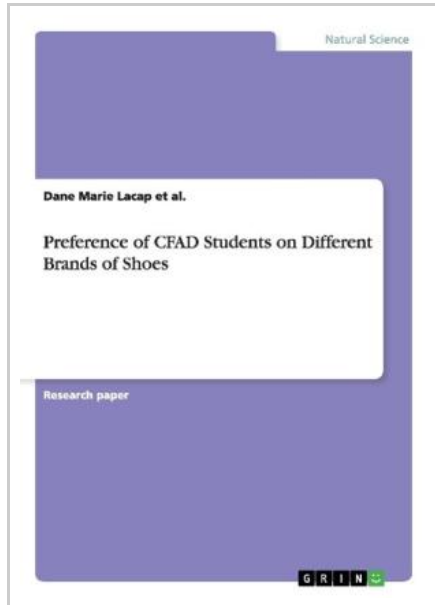 Natural Science
Dane Marie Lacap et al.
Preference of CFAD Students on Different
Brands of Shoes
Research paper
GRIN